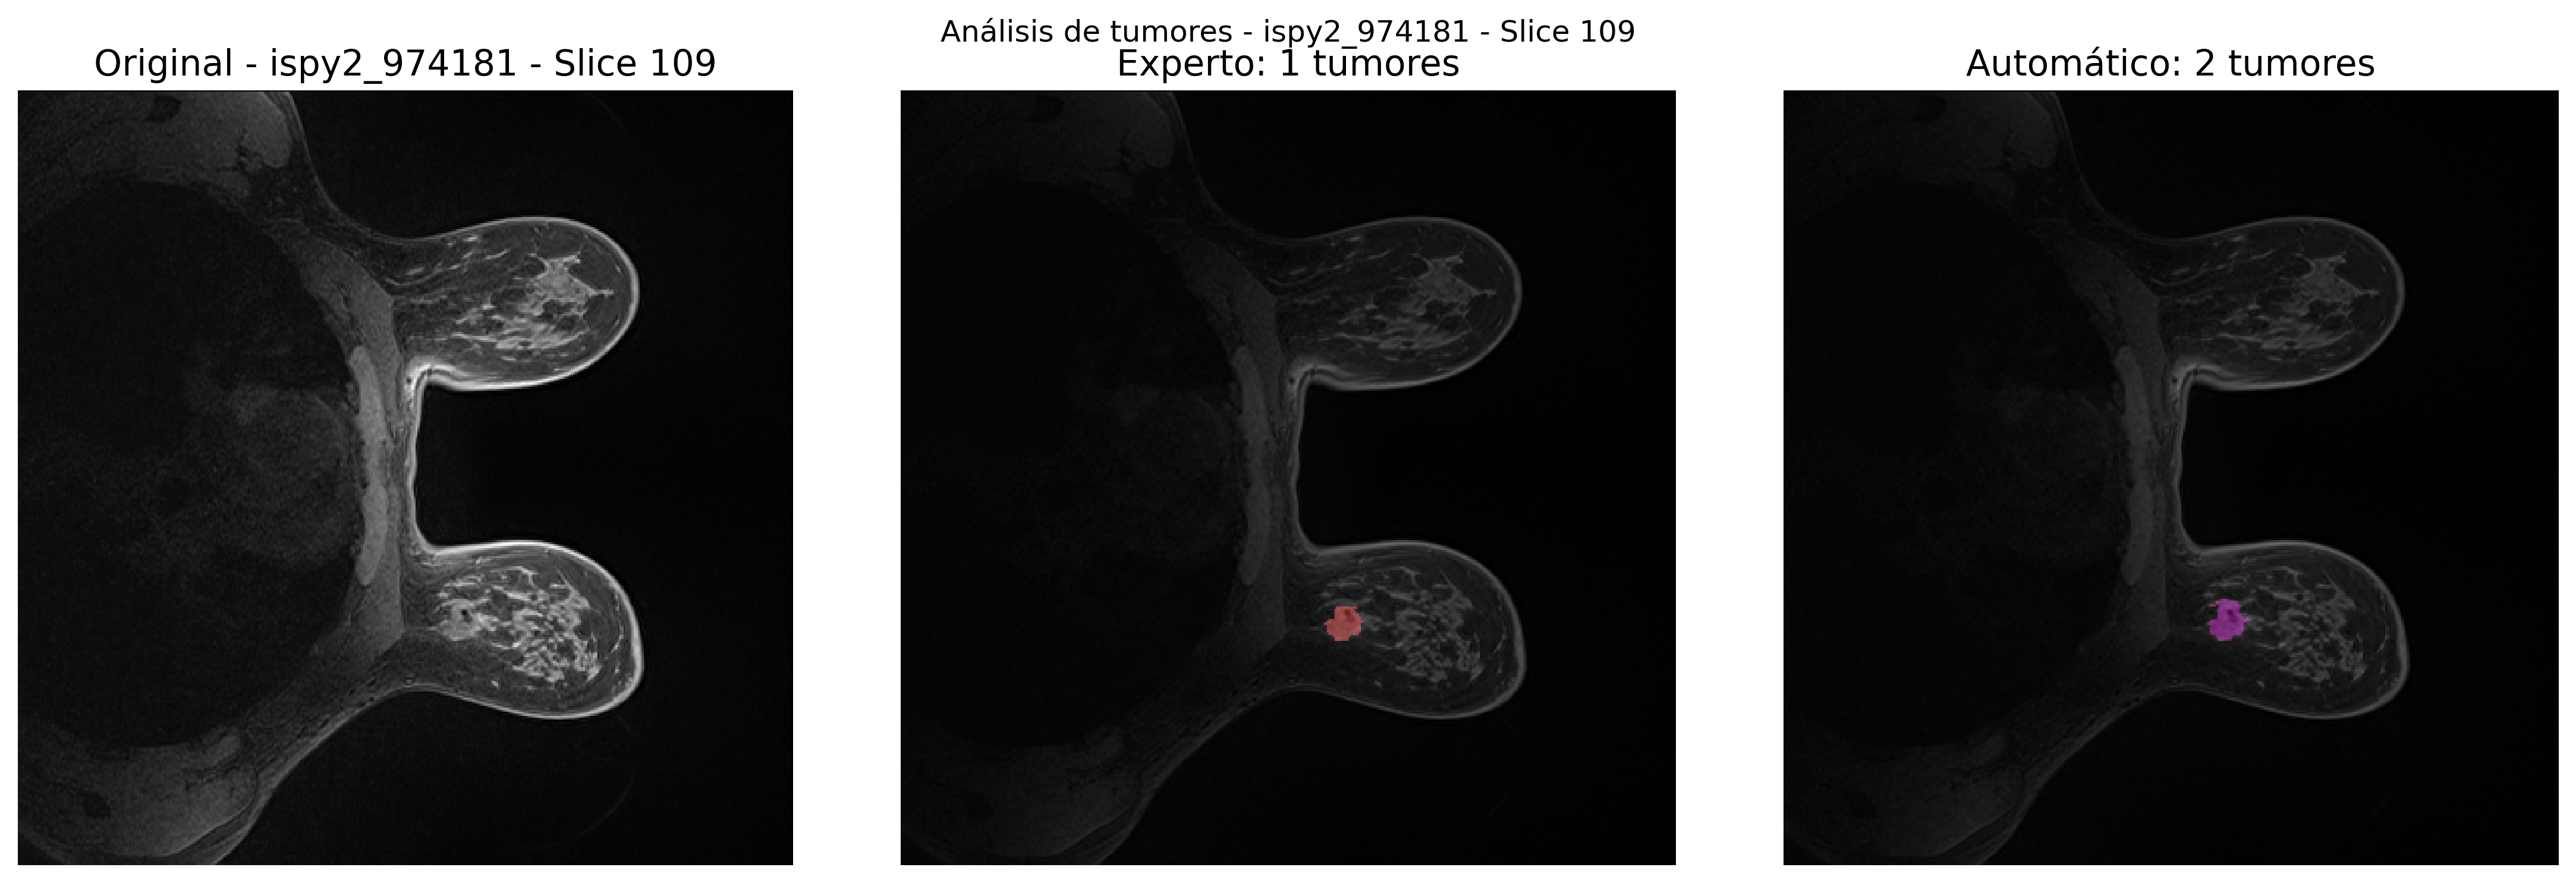 Análisis de tumores - ispy2_974181 - Slice 109
Original - ispy2_974181 - Slice 109
Experto: 1 tumores
Automático: 2 tumores